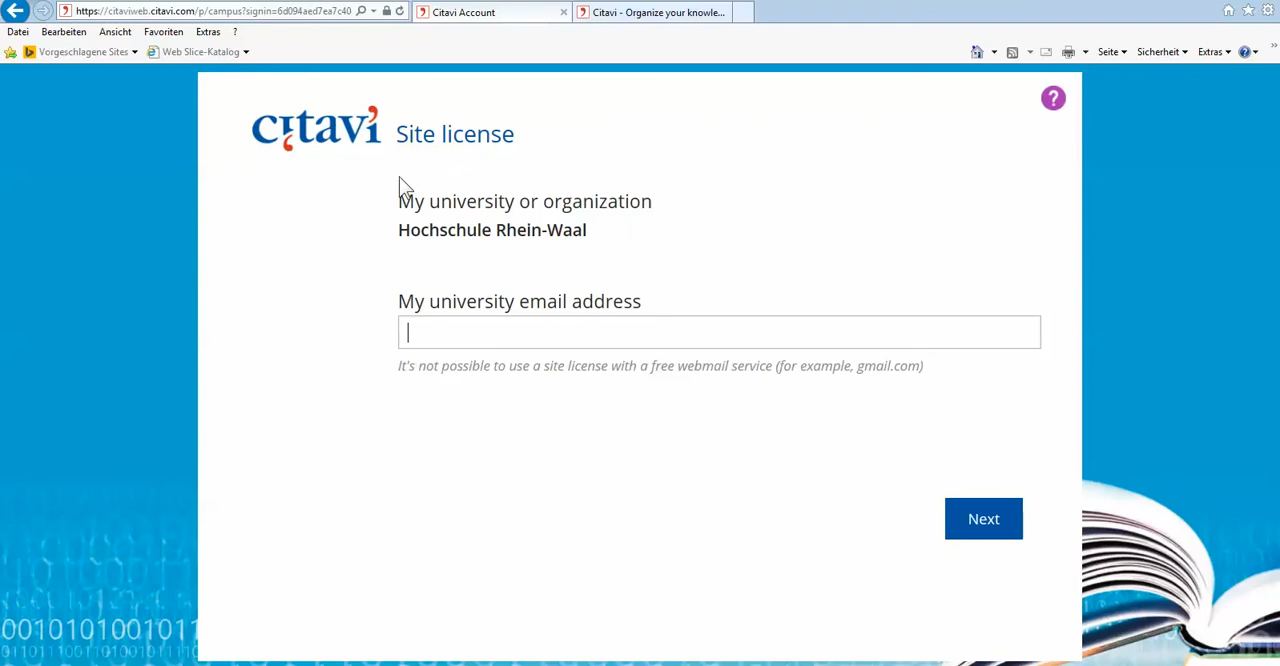 https://citaviweb.citavi.com/p/campus?signin=6d094aed7ea7c40
Citavi Account
Citavi - Organize your knowle...
Datei Bearbeiten Ansicht Favoriten Extras ?
Vorgeschlagene Sites Web Slice-Katalog
Seite Sicherheit Extras
citavi Site license
?
My university or organization
Hochschule Rhein-Waal
My university email address
It's not possible to use a site license with a free webmail service (for example, gmail.com)
Next
001010100101